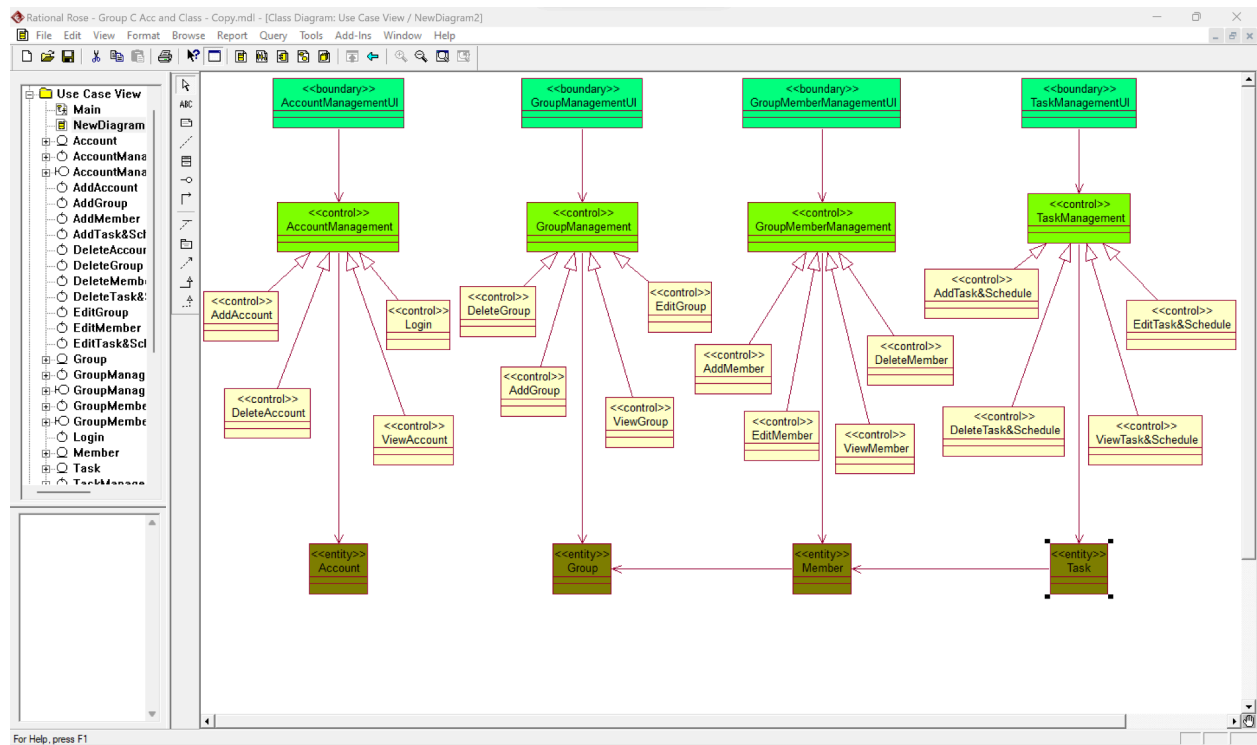 Rational Rose - Group C Acc and Class - Copy.mdl - [Class Diagram: Use Case View / NewDiagram2]
File Edit View Format Browse Report Query Tools Add-Ins Window Help
Use Case View
Main
NewDiagram
Account
AccountMana
AccountMana
AddAccount
AddGroup
AddMember
AddTask&Sch
DeleteAccour
DeleteGroup
DeleteMemb
DeleteTask&
EditGroup
EditMember
EditTask&Scl
Group
GroupManag
GroupManag
GroupMembe
GroupMembe
Login
Member
Task
TaskManage
ABC
<<boundary>>
AccountManagementUI
<<boundary>>
GroupManagementUI
<<boundary>>
GroupMemberManagementUI
<<boundary>>
TaskManagementUI
<<control>>
AccountManagement
<<control>>
GroupManagement
<<control>>
GroupMemberManagement
<<control>>
TaskManagement
<<control>>
AddAccount
<<control>>
Login
<<control>>
DeleteGroup
<<control>>
EditGroup
<<control>>
AddTask&Schedule
<<control>>
EditTask&Schedule
<<control>>
AddMember
<<control>>
DeleteMember
<<control>>
AddGroup
<<control>>
DeleteAccount
<<control>>
ViewGroup
<<control>>
ViewAccount
<<control>>
EditMember
<<control>>
ViewMember
<<control>>
DeleteTask&Schedule
<<control>>
ViewTask&Schedule
<<entity>>
Account
<<entity>>
Group
<<entity>>
Member
<<entity>>
Task
For Help, press F1